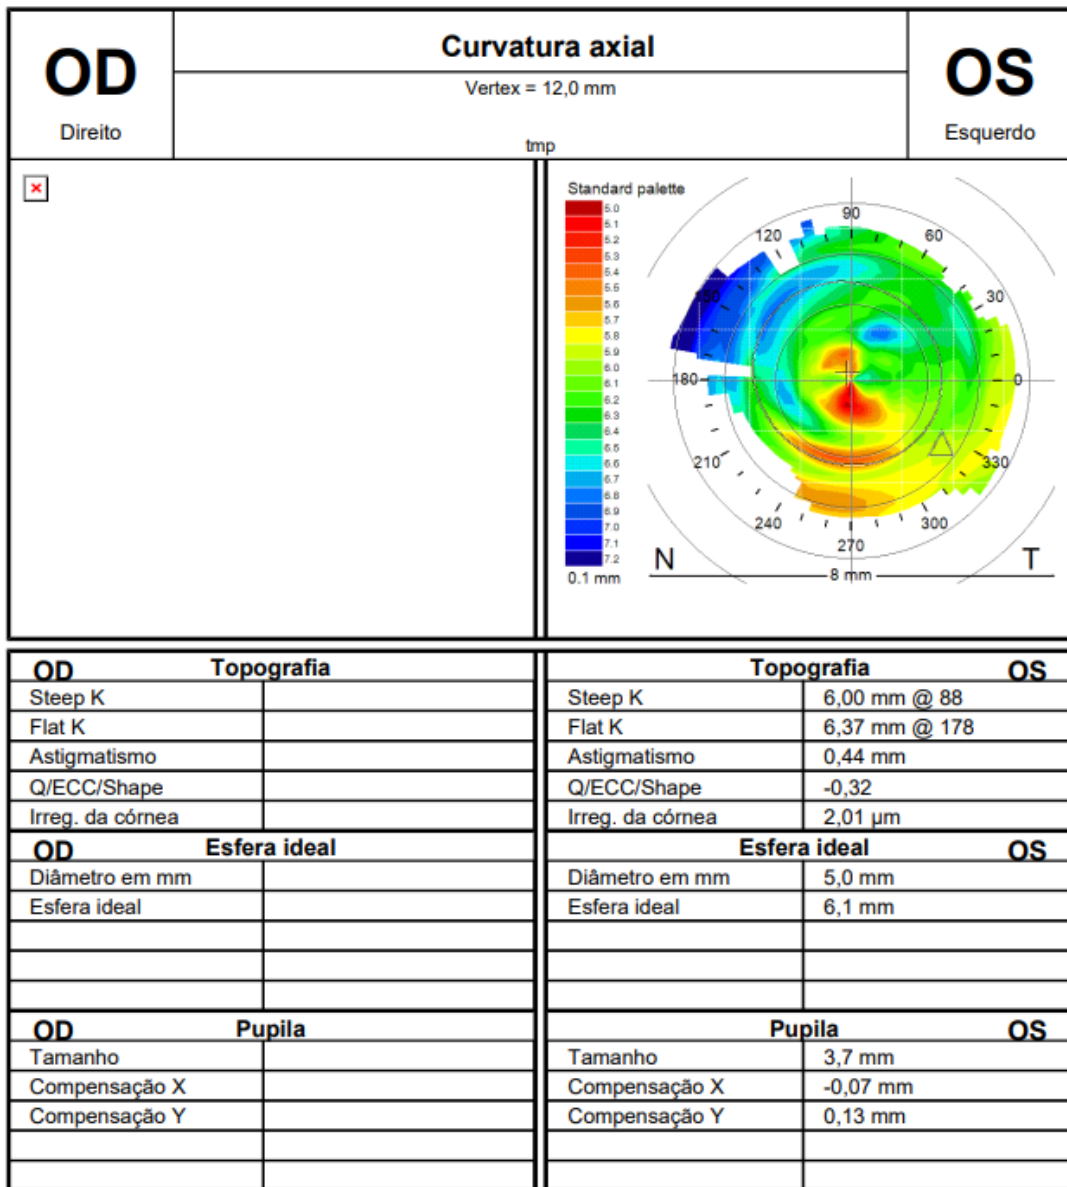 OD
Direito
Curvatura axial
Vertex = 12,0 mm
tmp
OS
Esquerdo
Standard palette
5.0
5.1
5.2
5.3
5.4
5.5
5.6
5.7
5.8
5.9
6.0
6.1
6.2
6.3
6.4
6.5
6.6
6.7
6.8
6.9
7.0
7.1
7.2
0.1 mm
90
120
60
150
30
180
0
210
330
240
300
270
N
T
8 mm
OD Topografia
Steep K
Flat K
Astigmatismo
Q/ECC/Shape
Irreg. da córnea
OD Esfera ideal
Diâmetro em mm
Esfera ideal
OD Pupila
Tamanho
Compensação X
Compensação Y
Topografia OS
Steep K 6,00 mm @ 88
Flat K 6,37 mm @ 178
Astigmatismo 0,44 mm
Q/ECC/Shape -0,32
Irreg. da córnea 2,01 µm
Esfera ideal OS
Diâmetro em mm 5,0 mm
Esfera ideal 6,1 mm
Pupila OS
Tamanho 3,7 mm
Compensação X -0,07 mm
Compensação Y 0,13 mm